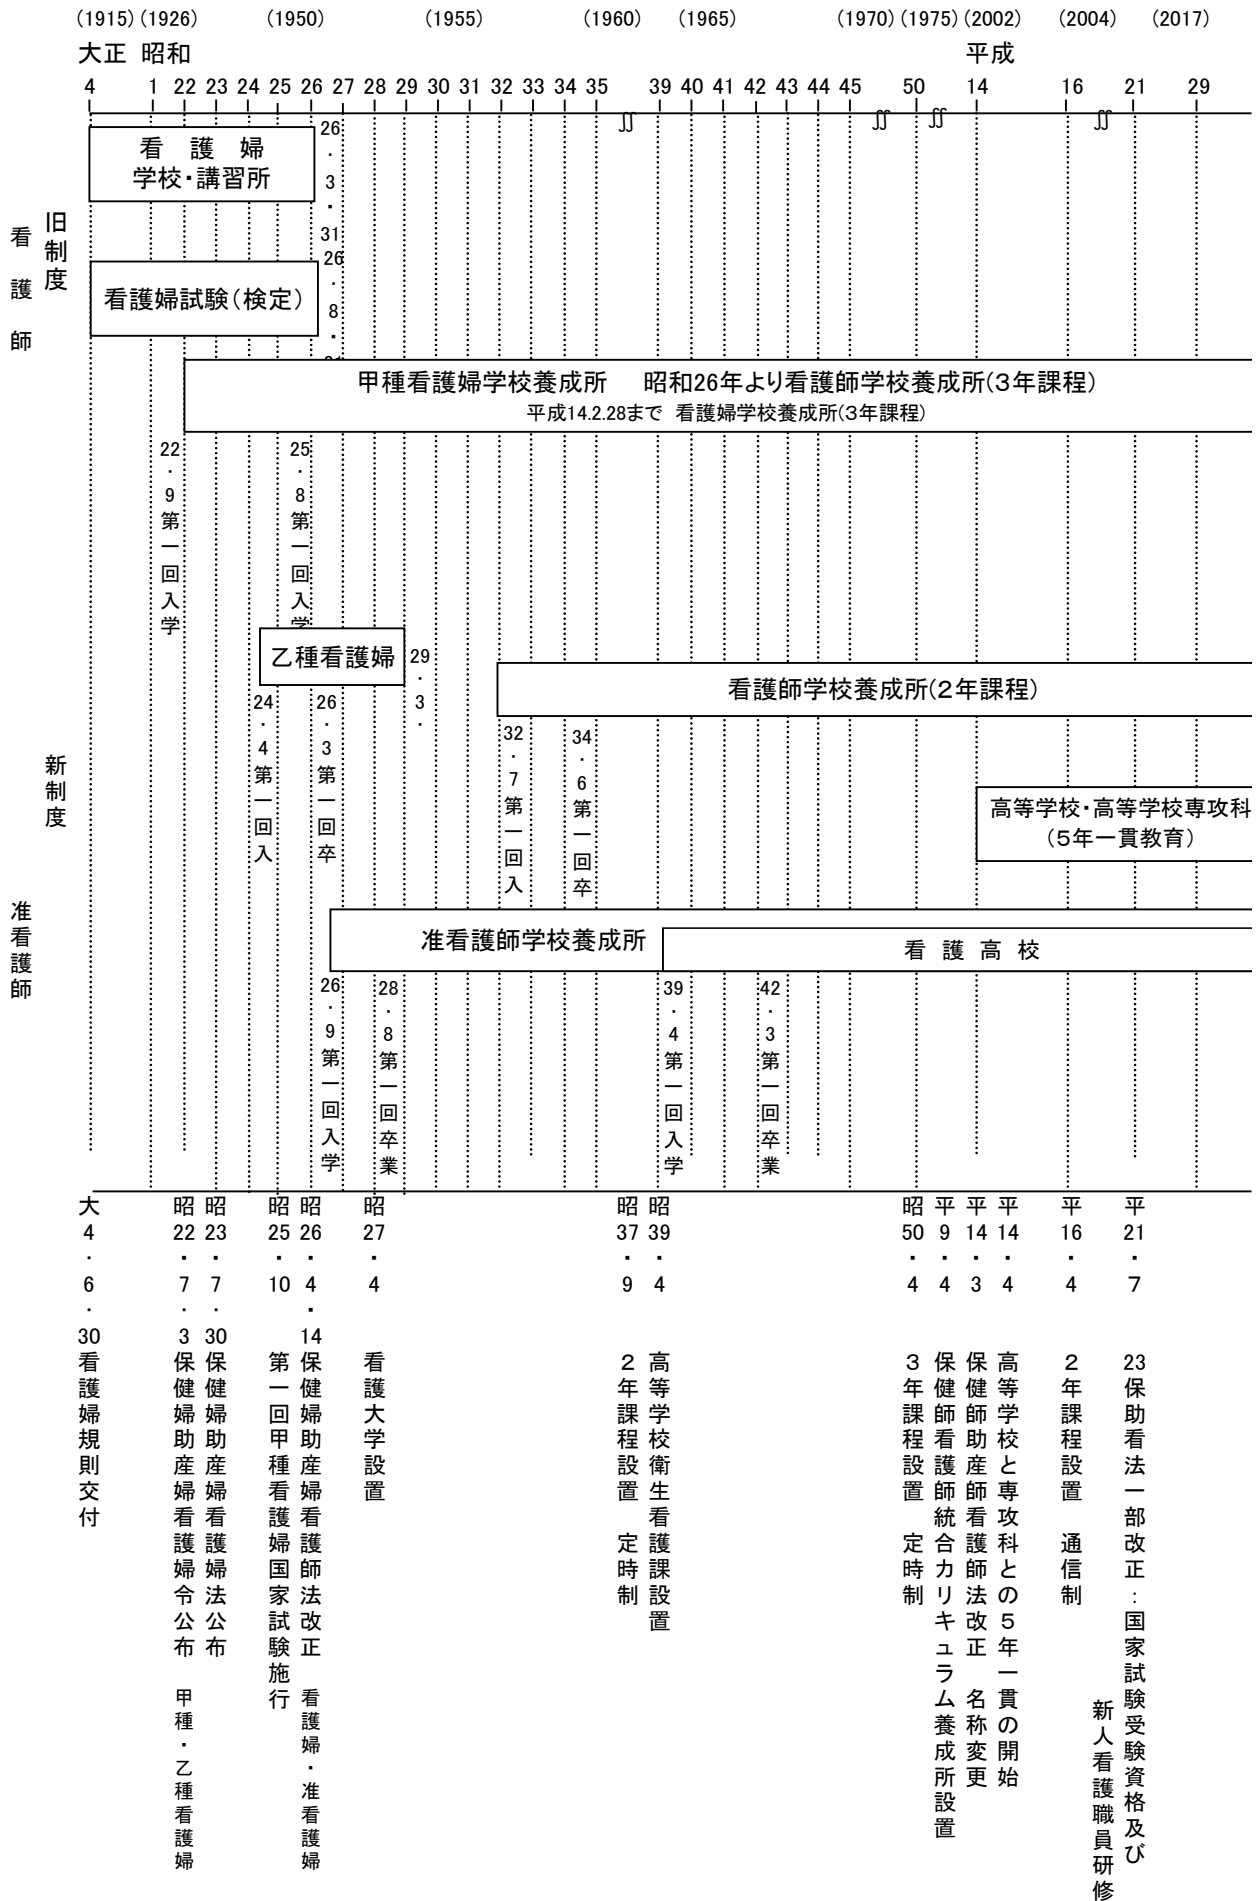 (1915)(1926) (1950) (1955) (1960) (1965) (1970)(1975)(2002) (2004) (2017)
大正 昭和 平成
4 1 22 23 24 25 26 27 28 29 30 31 32 33 34 35 39 40 41 42 43 44 45 50 14 16 21 29
看護師
旧制度
看 護 婦
学校・講習所
26・3・31
看護婦試験(検定)
26・8・
甲種看護婦学校養成所 昭和26年より看護師学校養成所(3年課程)
平成14.2.28まで 看護婦学校養成所(3年課程)
22・9第一回入学
25・8第一回入学
新制度
乙種看護婦
29・3・
24・4第一回入
26・3第一回卒
看護師学校養成所(2年課程)
32・7第一回入
34・6第一回卒
高等学校・高等学校専攻科
(5年一貫教育)
准看護師
准看護師学校養成所
看 護 高 校
26・9第一回入学
28・8第一回卒業
39・4第一回入学
42・3第一回卒業
大4・6・30看護婦規則交付
昭22・7・3保健婦助産婦看護婦令公布 甲種・乙種看護婦
昭23・7・30保健婦助産婦看護婦法公布
昭25・10第一回甲種看護婦国家試験施行
昭26・4・14保健婦助産婦看護師法改正 看護婦・准看護婦
昭27・4看護大学設置
昭37・9 2年課程設置 定時制
昭39・4高等学校衛生看護課設置
昭50・4 3年課程設置 定時制
平9・4保健師看護師統合カリキュラム養成所設置
平14・3保健師助産師看護師法改正 名称変更
平14・4高等学校と専攻科との5年一貫の開始
平16・4 2年課程設置 通信制
平21・7 23保助看法一部改正：国家試験受験資格及び
新人看護職員研修